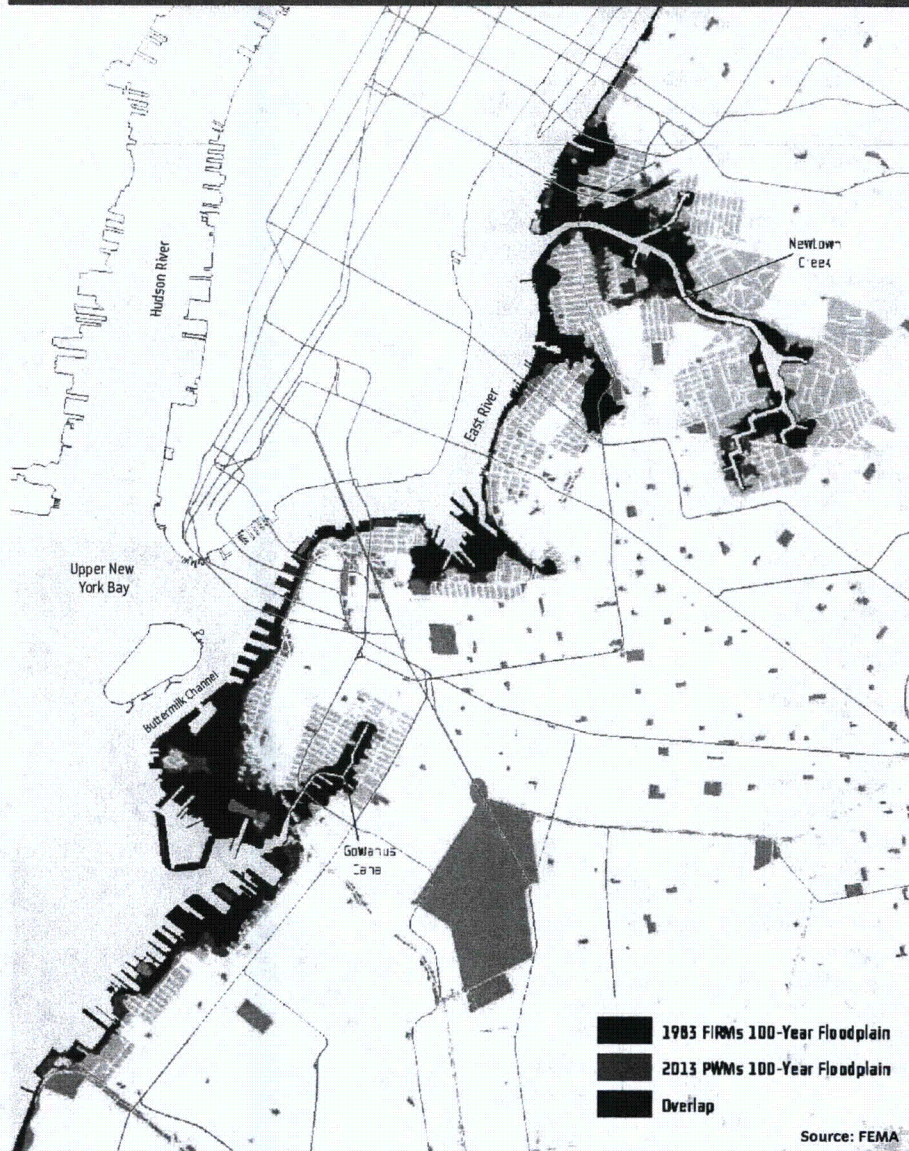 Hudson River
Newtown
Creek
East River
Upper New
York Bay
Buttermilk Channel
Gowanus
Cana
1983 FIRMs 100-Year Floodplain
2013 PWMs 100-Year Floodplain
Overlap
Source: FEMA